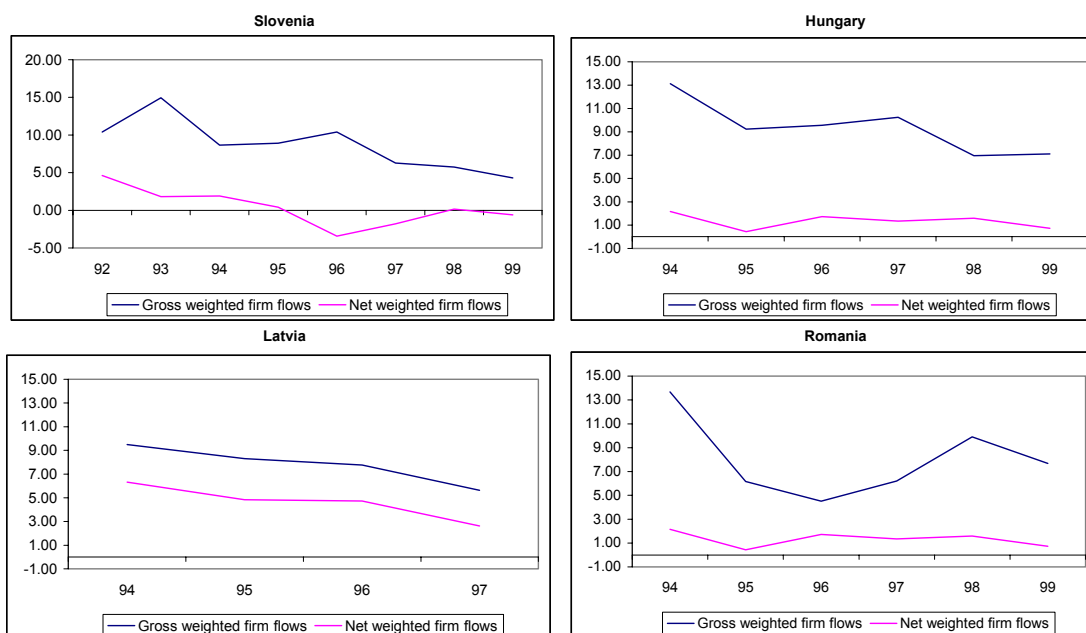 Slovenia
20.00
15.00
10.00
5.00
0.00
-5.00
92 93 94 95 96 97 98 99
Gross weighted firm flows Net weighted firm flows
Hungary
15.00
13.00
11.00
9.00
7.00
5.00
3.00
1.00
-1.00
94 95 96 97 98 99
Gross weighted firm flows Net weighted firm flows
Latvia
15.00
13.00
11.00
9.00
7.00
5.00
3.00
1.00
-1.00
94 95 96 97
Gross weighted firm flows Net weighted firm flows
Romania
15.00
13.00
11.00
9.00
7.00
5.00
3.00
1.00
-1.00
94 95 96 97 98 99
Gross weighted firm flows Net weighted firm flows